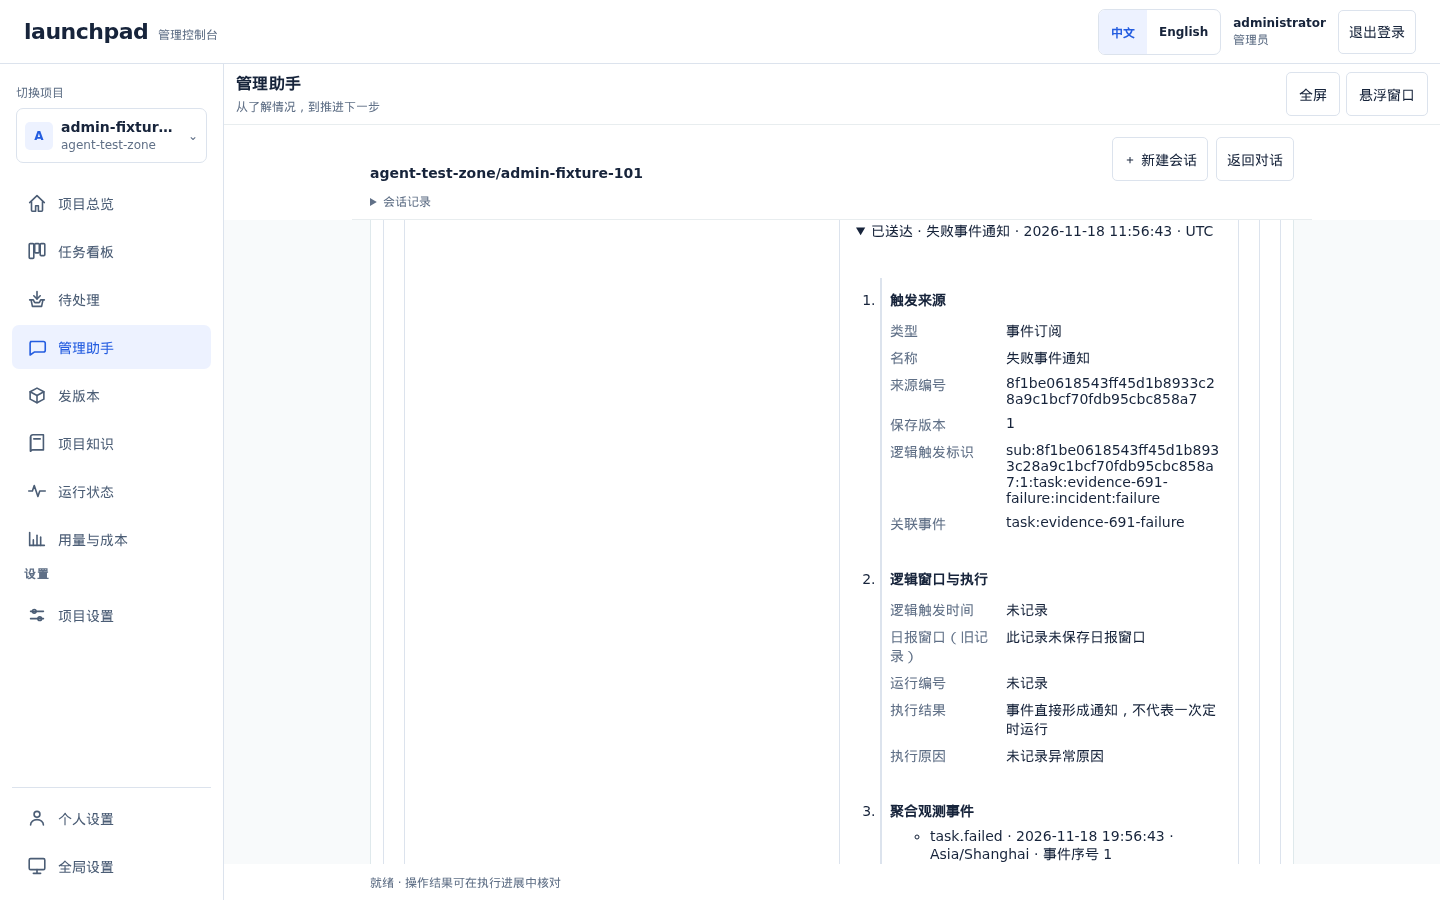 launchpad 管理控制台
中文 English
administrator
管理员
退出登录
切换项目
A
admin-fixtur...
agent-test-zone
项目总览
任务看板
待处理
管理助手
发版本
项目知识
运行状态
用量与成本
设置
项目设置
个人设置
全局设置
管理助手
从了解情况，到推进下一步
全屏
悬浮窗口
+ 新建会话
返回对话
agent-test-zone/admin-fixture-101
▶ 会话记录
▼ 已送达 · 失败事件通知 · 2026-11-18 11:56:43 · UTC
1. 触发来源
类型 事件订阅
名称 失败事件通知
来源编号 8f1be0618543ff45d1b8933c2
8a9c1bcf70fdb95cbc858a7
保存版本 1
逻辑触发标识 sub:8f1be0618543ff45d1b893
3c28a9c1bcf70fdb95cbc858a
7:1:task:evidence-691-
failure:incident:failure
关联事件 task:evidence-691-failure
2. 逻辑窗口与执行
逻辑触发时间 未记录
日报窗口（旧记 此记录未保存日报窗口
录）
运行编号 未记录
执行结果 事件直接形成通知，不代表一次定
时运行
执行原因 未记录异常原因
3. 聚合观测事件
task.failed · 2026-11-18 19:56:43 ·
Asia/Shanghai · 事件序号 1
就绪 · 操作结果可在执行进展中核对